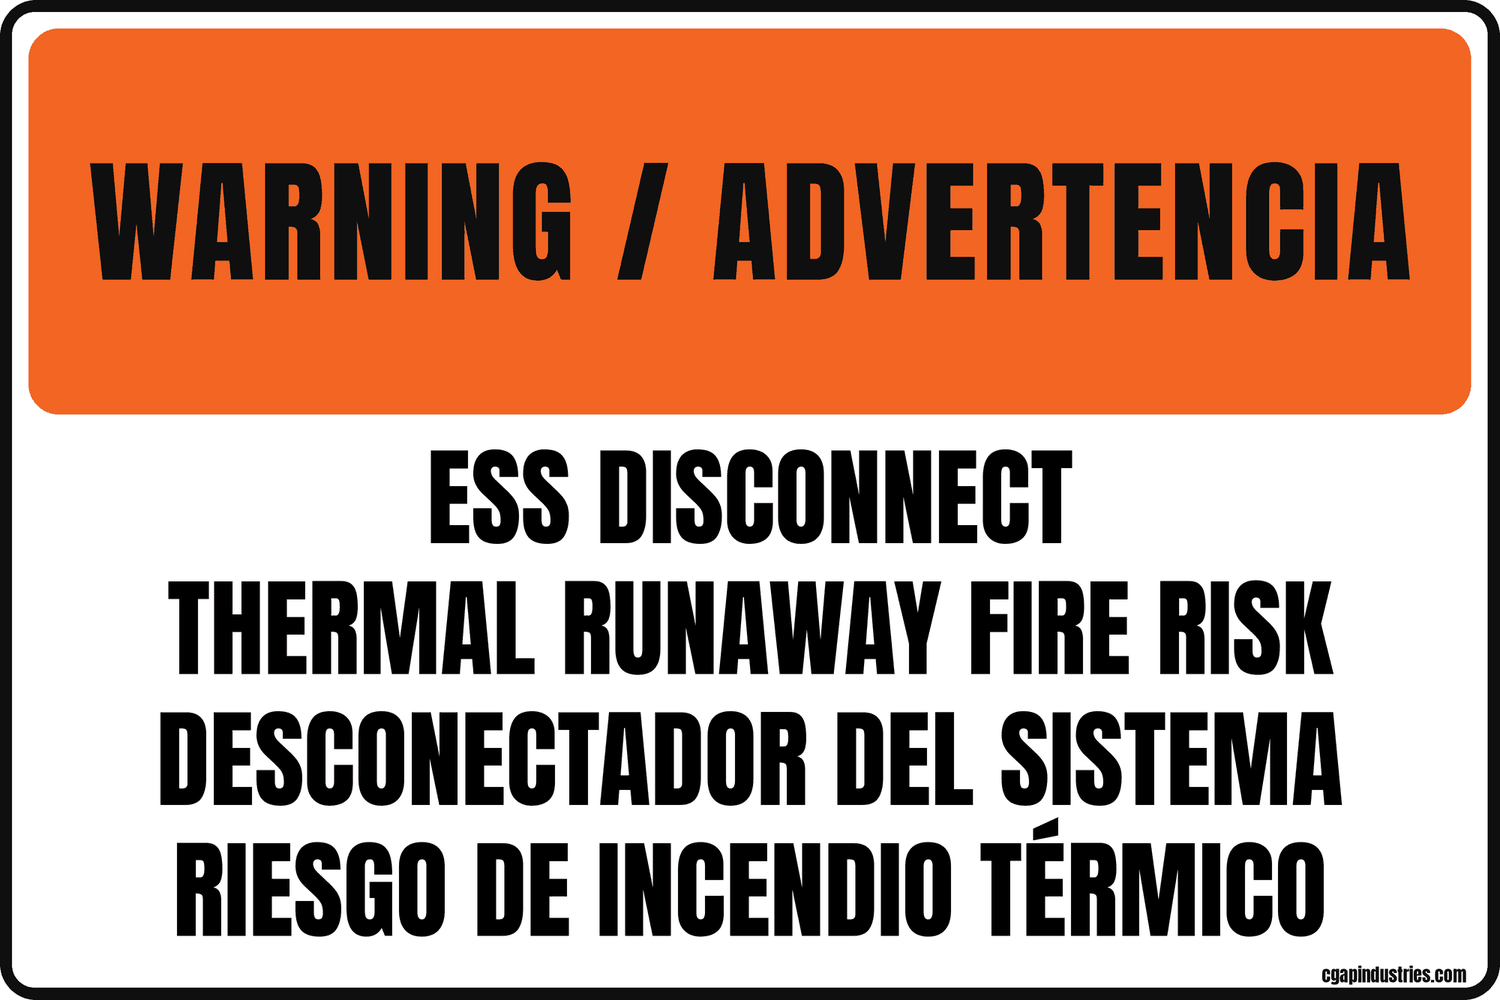 WARNING / ADVERTENCIA
ESS DISCONNECT
THERMAL RUNAWAY FIRE RISK
DESCONECTADOR DEL SISTEMA
RIESGO DE INCENDIO TÉRMICO
cgapindustries.com